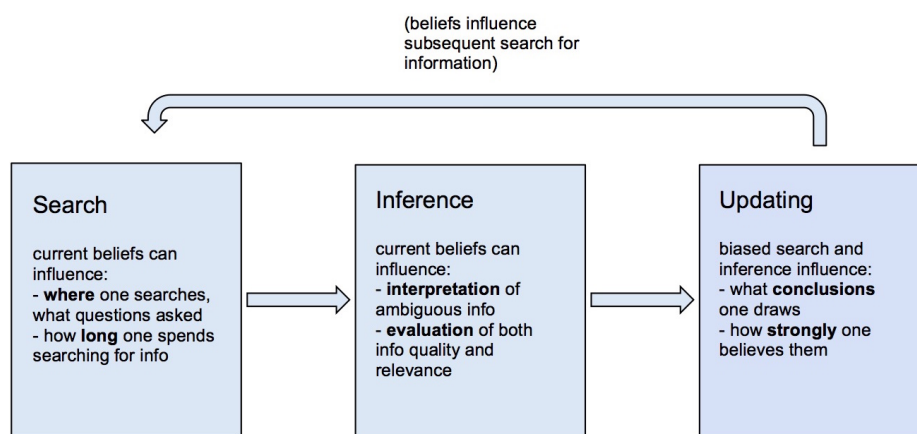 (beliefs influence
subsequent search for
information)
Search
current beliefs can
influence:
- where one searches,
what questions asked
- how long one spends
searching for info
Inference
current beliefs can
influence:
- interpretation of
ambiguous info
- evaluation of both
info quality and
relevance
Updating
biased search and
inference influence:
- what conclusions
one draws
- how strongly one
believes them